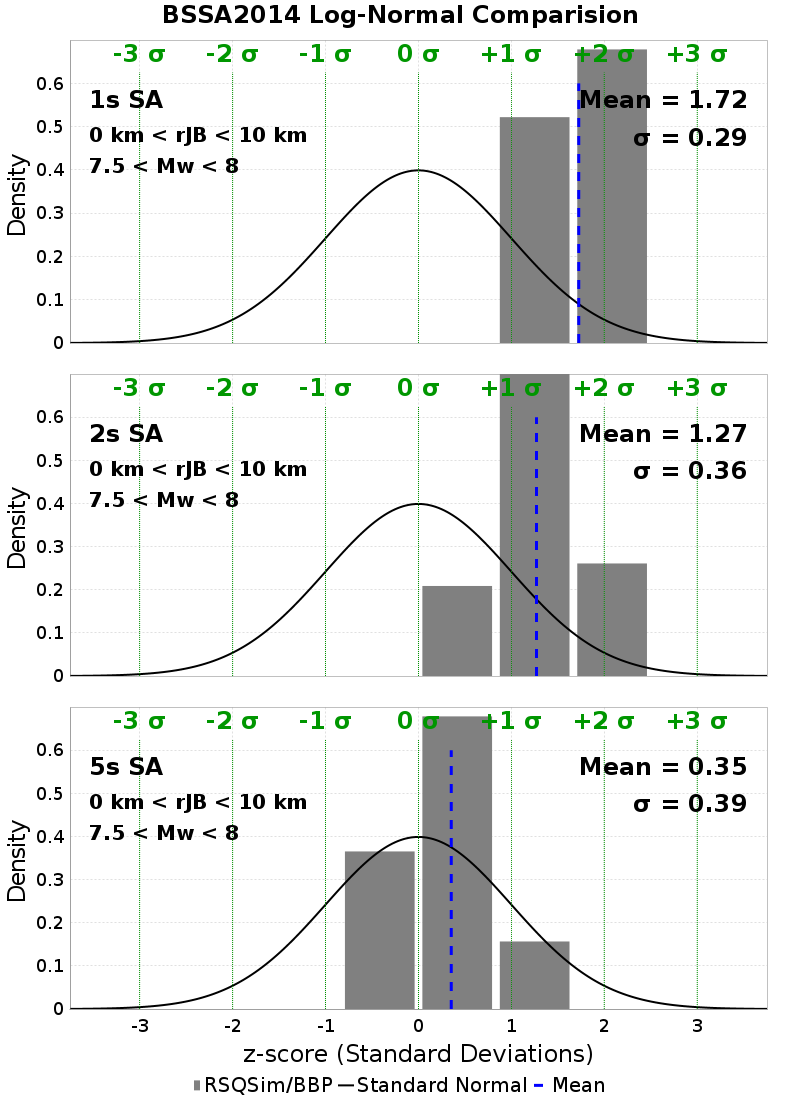 BSSA2014 Log-Normal Comparision
-3 σ -2 σ -1 σ 0 σ +1 σ +2 σ +3 σ
1s SA
0 km < rJB < 10 km
7.5 < Mw < 8
Mean = 1.72
σ = 0.29
Density
0.6
0.5
0.4
0.3
0.2
0.1
0
-3 σ -2 σ -1 σ 0 σ +1 σ +2 σ +3 σ
2s SA
0 km < rJB < 10 km
7.5 < Mw < 8
Mean = 1.27
σ = 0.36
Density
0.6
0.5
0.4
0.3
0.2
0.1
0
-3 σ -2 σ -1 σ 0 σ +1 σ +2 σ +3 σ
5s SA
0 km < rJB < 10 km
7.5 < Mw < 8
Mean = 0.35
σ = 0.39
Density
0.6
0.5
0.4
0.3
0.2
0.1
0
-3 -2 -1 0 1 2 3
z-score (Standard Deviations)
RSQSim/BBP Standard Normal Mean